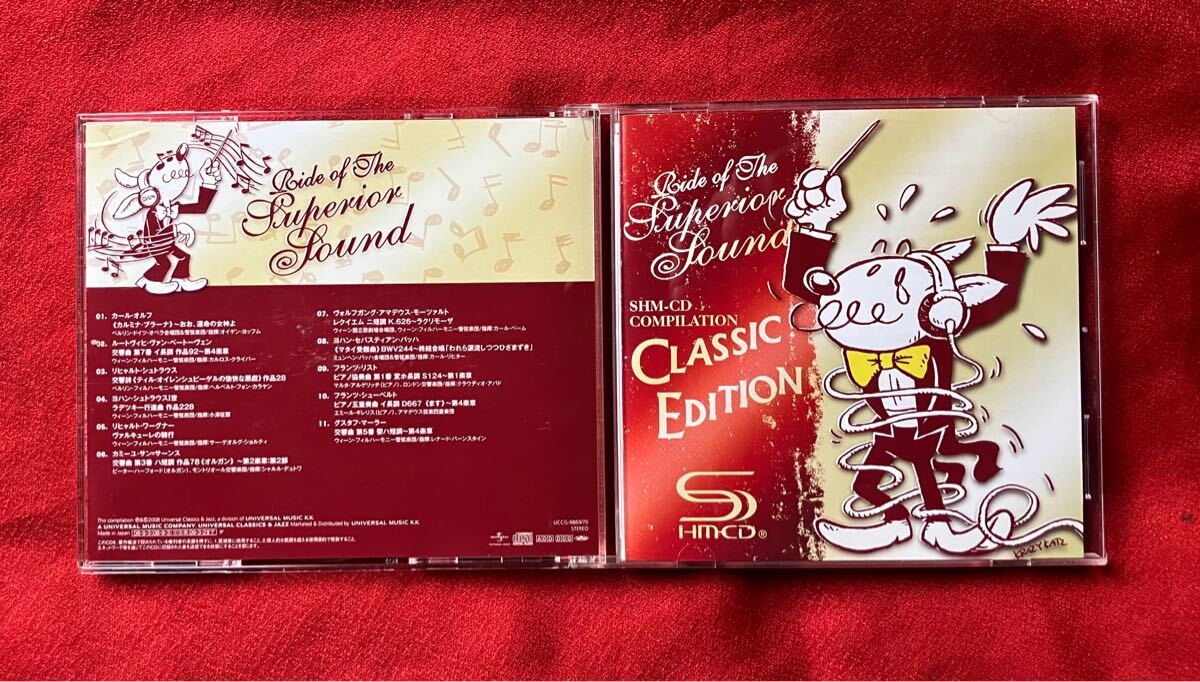 Ride of The
Superior
Sound
01. カール・オルフ
《カルミナ・ブラーナ》～おお、運命の女神よ
ベルリン・ドイツ・オペラ合唱団&管弦楽団/指揮:オイゲン・ヨッフム
02. ルートヴィヒ・ヴァン・ベートーヴェン
交響曲 第7番 イ長調 作品92～第4楽章
ウィーン・フィルハーモニー管弦楽団/指揮:カルロス・クライバー
03. リヒャルト・シュトラウス
交響詩《ティル・オイレンシュピーゲルの愉快な悪戯》作品28
ベルリン・フィルハーモニー管弦楽団/指揮:ヘルベルト・フォン・カラヤン
04. ヨハン・シュトラウスI世
ラデツキー行進曲 作品228
ウィーン・フィルハーモニー管弦楽団/指揮:小澤征爾
05. リヒャルト・ワーグナー
ヴァルキューレの騎行
ウィーン・フィルハーモニー管弦楽団/指揮:サー・ゲオルグ・ショルティ
06. カミーユ・サン=サーンス
交響曲 第3番 ハ短調 作品78《オルガン》～第2楽章:第2部
ピーター・ハーフォード(オルガン)、モントリオール交響楽団/指揮:シャルル・デュトワ
07. ヴォルフガング・アマデウス・モーツァルト
レクイエム ニ短調 K.626～ラクリモーザ
ウィーン国立歌劇場合唱団、ウィーン・フィルハーモニー管弦楽団/指揮:カール・ベーム
08. ヨハン・セバスティアン・バッハ
《マタイ受難曲》BWV244～終結合唱「われら涙流しつつひざまずき」
ミュンヘン・バッハ合唱団&管弦楽団/指揮:カール・リヒター
09. フランツ・リスト
ピアノ協奏曲 第1番 変ホ長調 S124～第1楽章
マルタ・アルゲリッチ(ピアノ)、ロンドン交響楽団/指揮:クラウディオ・アバド
10. フランツ・シューベルト
ピアノ五重奏曲 イ長調 D667《ます》～第4楽章
エミール・ギレリス(ピアノ)、アマデウス弦楽四重奏団
11. グスタフ・マーラー
交響曲 第5番 嬰ハ短調～第4楽章
ウィーン・フィルハーモニー管弦楽団/指揮:レナード・バーンスタイン
This compilation ℗&©2008 Universal Classics & Jazz, a division of UNIVERSAL MUSIC K.K.
A UNIVERSAL MUSIC COMPANY. UNIVERSAL CLASSICS & JAZZ Marketed & Distributed by UNIVERSAL MUSIC K.K.
Made in Japan
UCCG-98697D
STEREO
Ride of The
Superior
Sound
SHM-CD
COMPILATION
CLASSIC
EDITION
HM-CD®
KRAZY KATZ